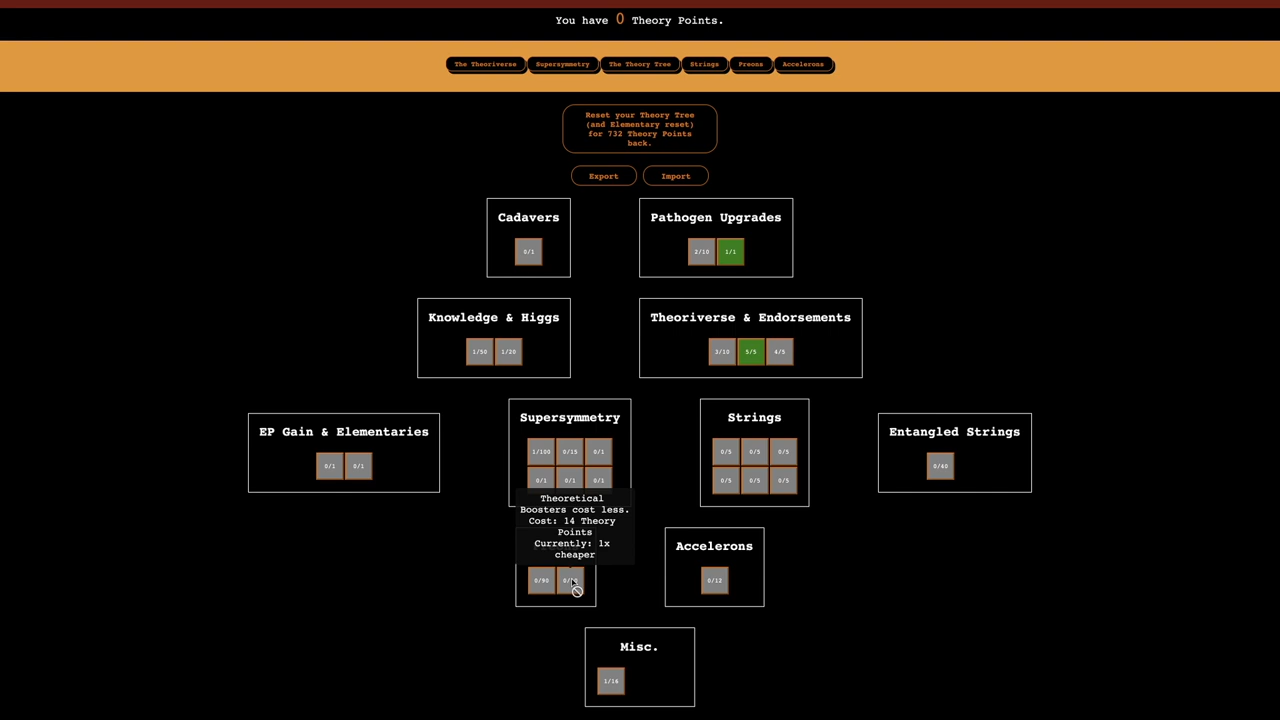 You have 0 Theory Points.
The Theoriverse Supersymmetry The Theory Tree Strings Preons Accelerons
Reset your Theory Tree
(and Elementary reset)
for 732 Theory Points
back.
Export Import
Cadavers Pathogen Upgrades
0/1 2/10 1/1
Knowledge & Higgs Theoriverse & Endorsements
1/50 1/20 3/10 5/5 4/5
EP Gain & Elementaries Supersymmetry Strings Entangled Strings
0/1 0/1 1/100 0/15 0/1 0/5 0/5 0/5 0/40
0/1 0/1 0/1 0/5 0/5 0/5
Theoretical
Boosters cost less.
Cost: 14 Theory
Points
Currently: 1x
cheaper
Accelerons
0/90 0/12
Misc.
1/16